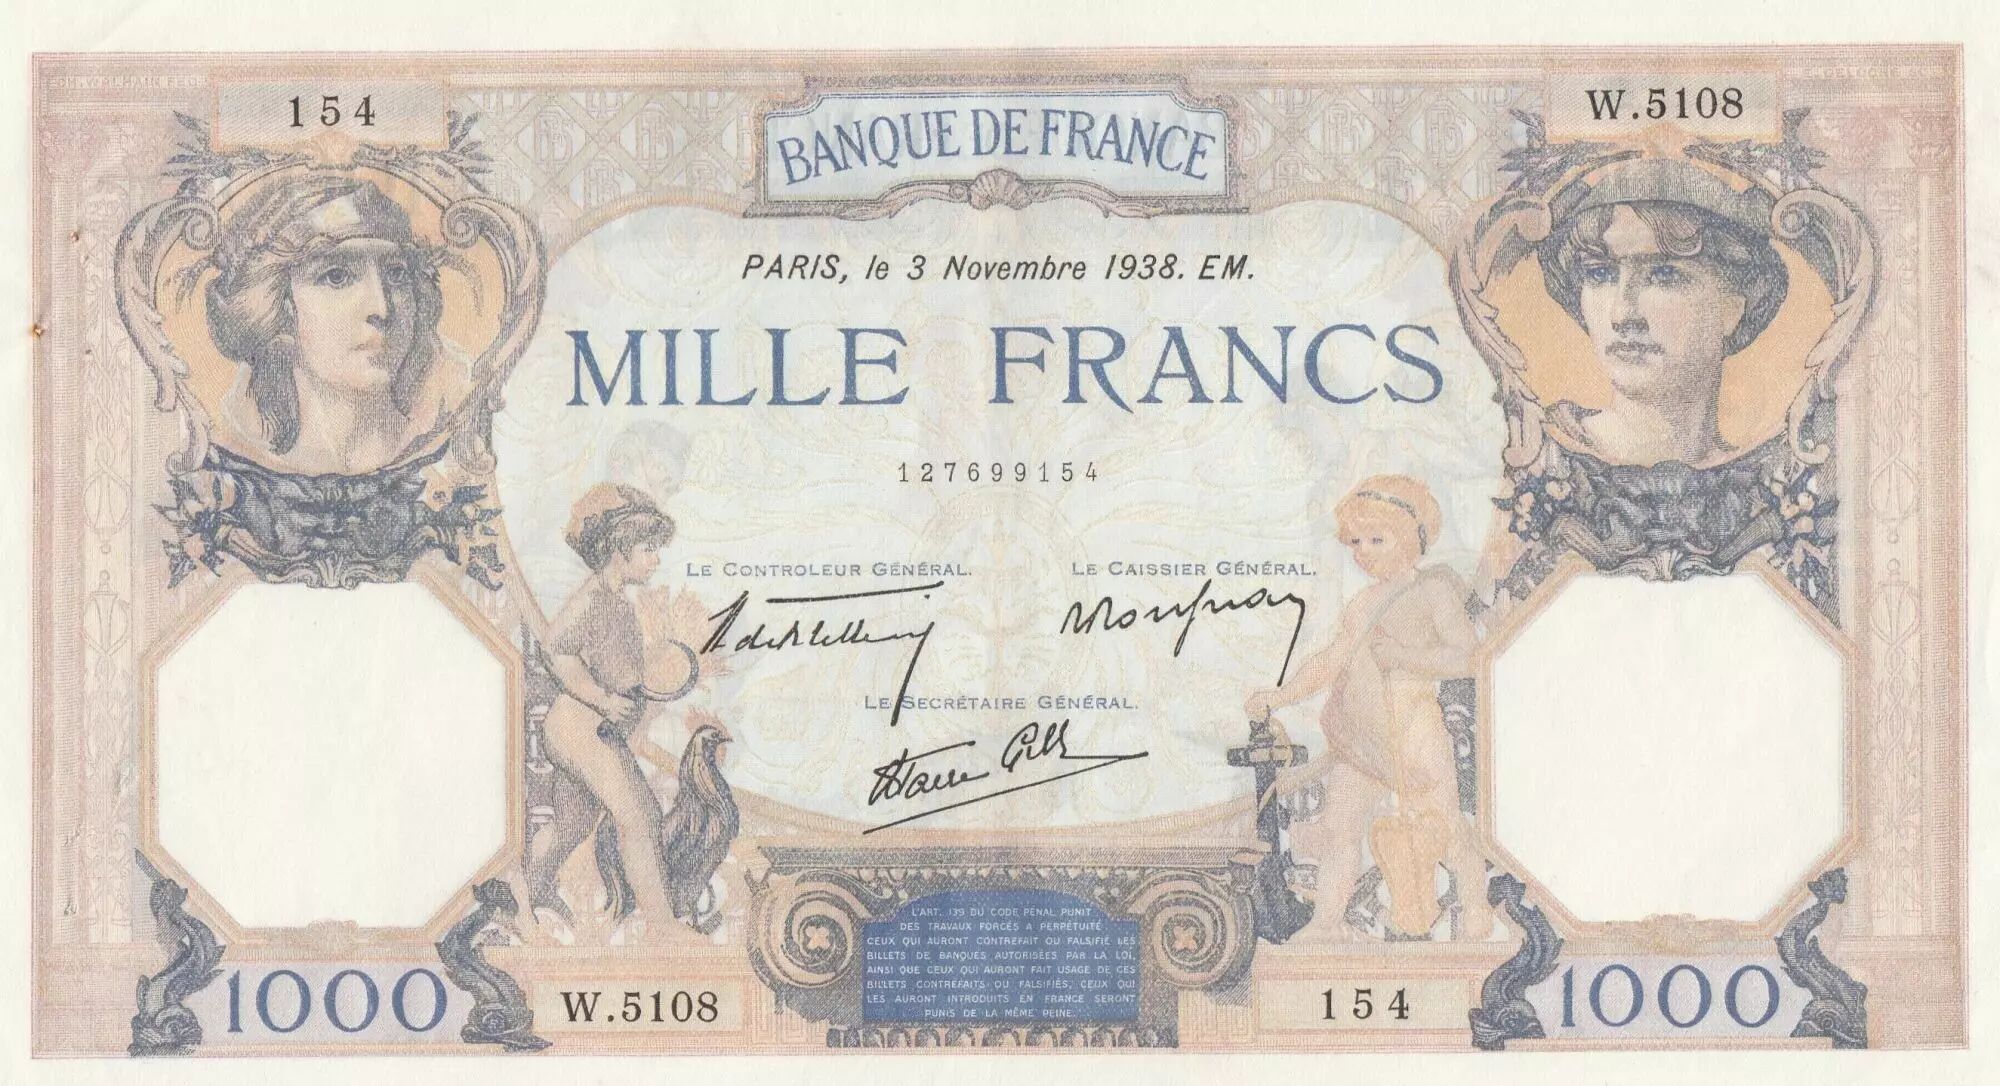 154
W.5108
BANQUE DE FRANCE
PARIS, le 3 Novembre 1938. EM.
MILLE FRANCS
127699154
LE CONTROLEUR GÉNÉRAL.
LE CAISSIER GÉNÉRAL.
LE SECRÉTAIRE GÉNÉRAL.
L'ART. 139 DU CODE PÉNAL PUNIT
DES TRAVAUX FORCÉS A PERPÉTUITÉ
CEUX QUI AURONT CONTREFAIT OU FALSIFIÉ LES
BILLETS DE BANQUES AUTORISÉES PAR LA LOI,
AINSI QUE CEUX QUI AURONT FAIT USAGE DE CES
BILLETS CONTREFAITS OU FALSIFIÉS, CEUX QUI
LES AURONT INTRODUITS EN FRANCE SERONT
PUNIS DE LA MÊME PEINE.
1000
W.5108
154
1000